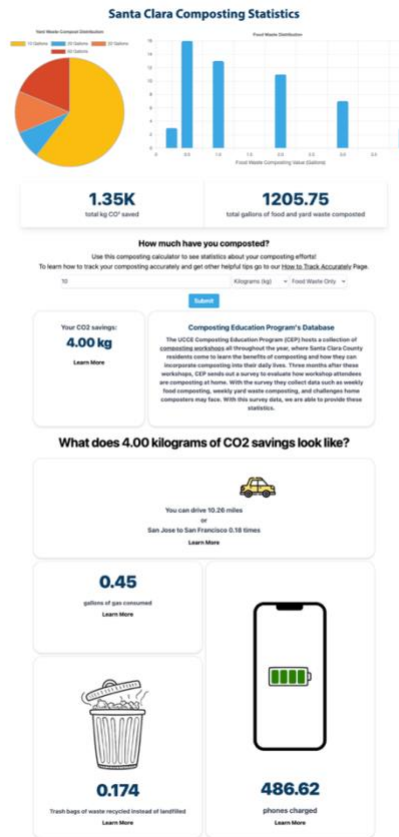 Santa Clara Composting Statistics
Yard Waste Compost Distribution
10 Gallons
20 Gallons
32 Gallons
Food Waste Distribution
Food Waste Composting Value (Gallons)
1.35K
total kg CO² saved
1205.75
total gallons of food and yard waste composted
How much have you composted?
Use this composting calculator to see statistics about your composting efforts!
To learn how to track your composting accurately and get other helpful tips go to our How to Track Accurately Page.
10
Kilograms (kg)
Food Waste Only
Submit
Your CO2 savings:
4.00 kg
Learn More
Composting Education Program's Database
The UCCE Composting Education Program (CEP) hosts a collection of
composting workshops all throughout the year, where Santa Clara County
residents come to learn the benefits of composting and how they can
incorporate composting into their daily lives. Three months after these
workshops, CEP sends out a survey to evaluate how workshop attendees
are composting at home. With the survey they collect data such as weekly
food composting, weekly yard waste composting, and challenges home
composters may face. With this survey data, we are able to provide these
statistics.
What does 4.00 kilograms of CO2 savings look like?
You can drive 10.26 miles
or
San Jose to San Francisco 0.18 times
Learn More
0.45
gallons of gas consumed
Learn More
0.174
Trash bags of waste recycled instead of landfilled
Learn More
486.62
phones charged
Learn More